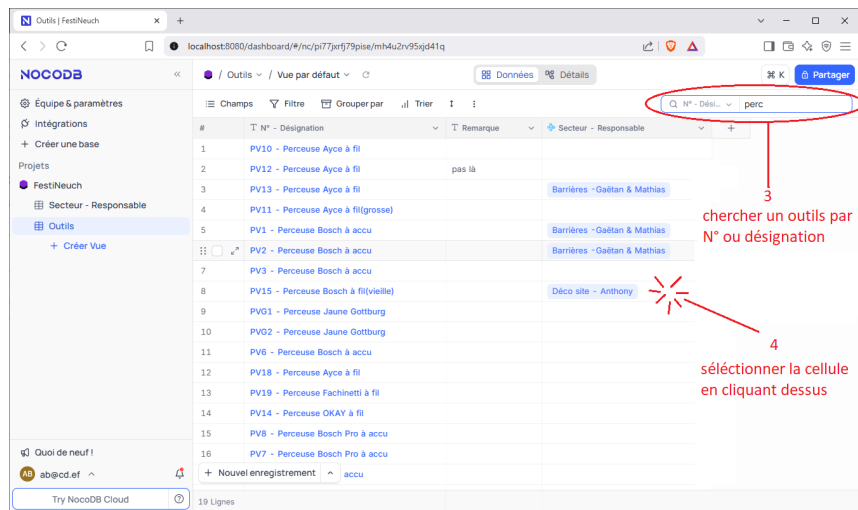 Outils | FestiNeuch
localhost:8080/dashboard/#/nc/pi77jxrfj79pise/mh4u2rv95xjd41q
NOCODB
/ Outils / Vue par défaut
Données
Détails
⌘ K
Partager
Équipe & paramètres
Intégrations
+ Créer une base
Projets
FestiNeuch
Secteur - Responsable
Outils
+ Créer Vue
Champs
Filtre
Grouper par
Trier
N° - Dési...
perc
# T N° - Désignation T Remarque Secteur - Responsable +
1 PV10 - Perceuse Ayce à fil
2 PV12 - Perceuse Ayce à fil pas là
3 PV13 - Perceuse Ayce à fil Barrières -Gaëtan & Mathias
4 PV11 - Perceuse Ayce à fil(grosse)
5 PV1 - Perceuse Bosch à accu Barrières -Gaëtan & Mathias
PV2 - Perceuse Bosch à accu Barrières -Gaëtan & Mathias
7 PV3 - Perceuse Bosch à accu
8 PV15 - Perceuse Bosch à fil(vieille) Déco site - Anthony
9 PVG1 - Perceuse Jaune Gottburg
10 PVG2 - Perceuse Jaune Gottburg
11 PV6 - Perceuse Bosch à accu
12 PV18 - Perceuse Ayce à fil
13 PV19 - Perceuse Fachinetti à fil
14 PV14 - Perceuse OKAY à fil
15 PV8 - Perceuse Bosch Pro à accu
16 PV7 - Perceuse Bosch Pro à accu
+ Nouvel enregistrement accu
19 Lignes
3
chercher un outils par
N° ou désignation
4
séléctionner la cellule
en cliquant dessus
Quoi de neuf !
AB ab@cd.ef
Try NocoDB Cloud